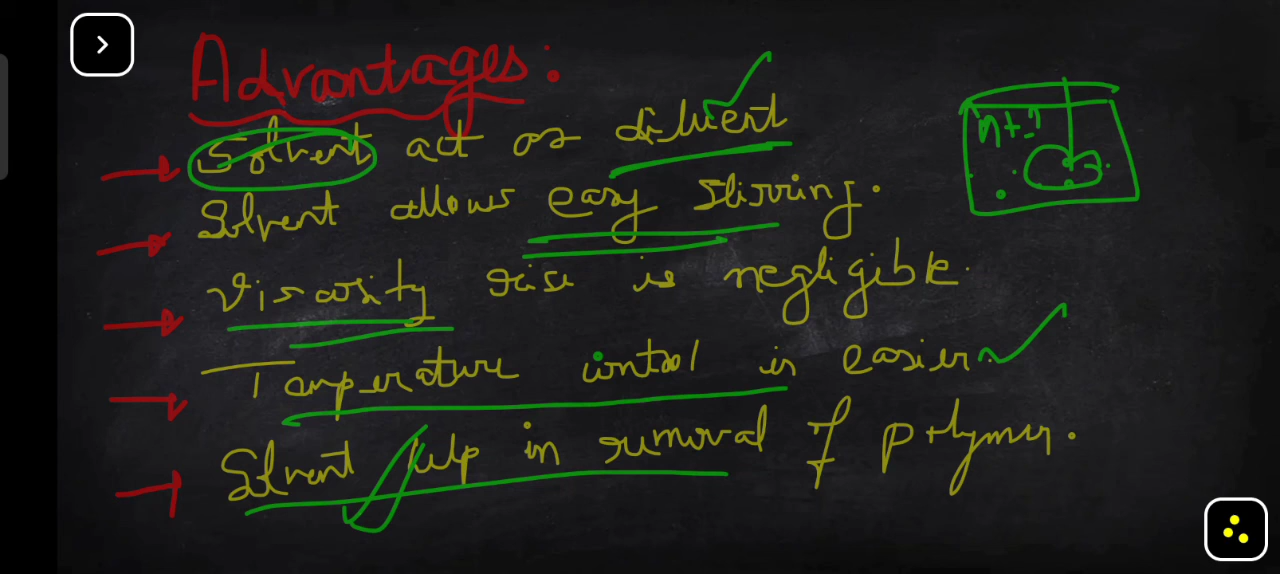 Advantages:
Solvent act as diluent
Solvent allows easy stirring.
Viscosity rise is negligible.
Temperature control is easier.
Solvent help in removal of polymer.